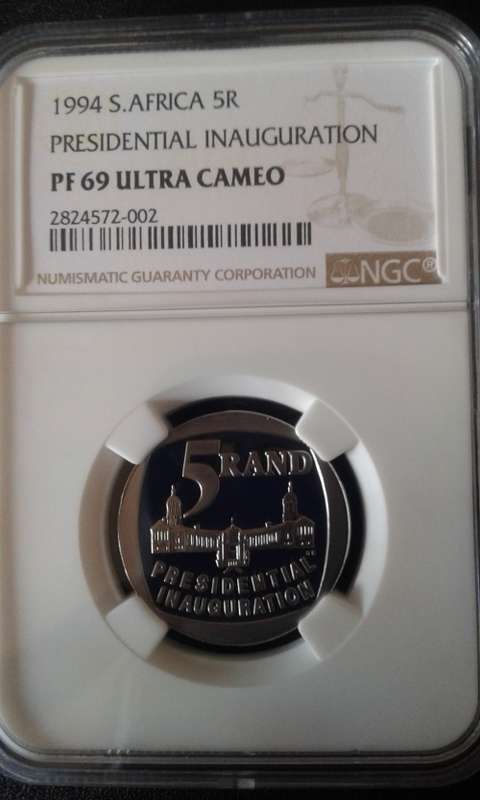 1994 S.AFRICA 5R
PRESIDENTIAL INAUGURATION
PF 69 ULTRA CAMEO
2824572-002
NUMISMATIC GUARANTY CORPORATION NGC®
5 RAND
PRESIDENTIAL
INAUGURATION